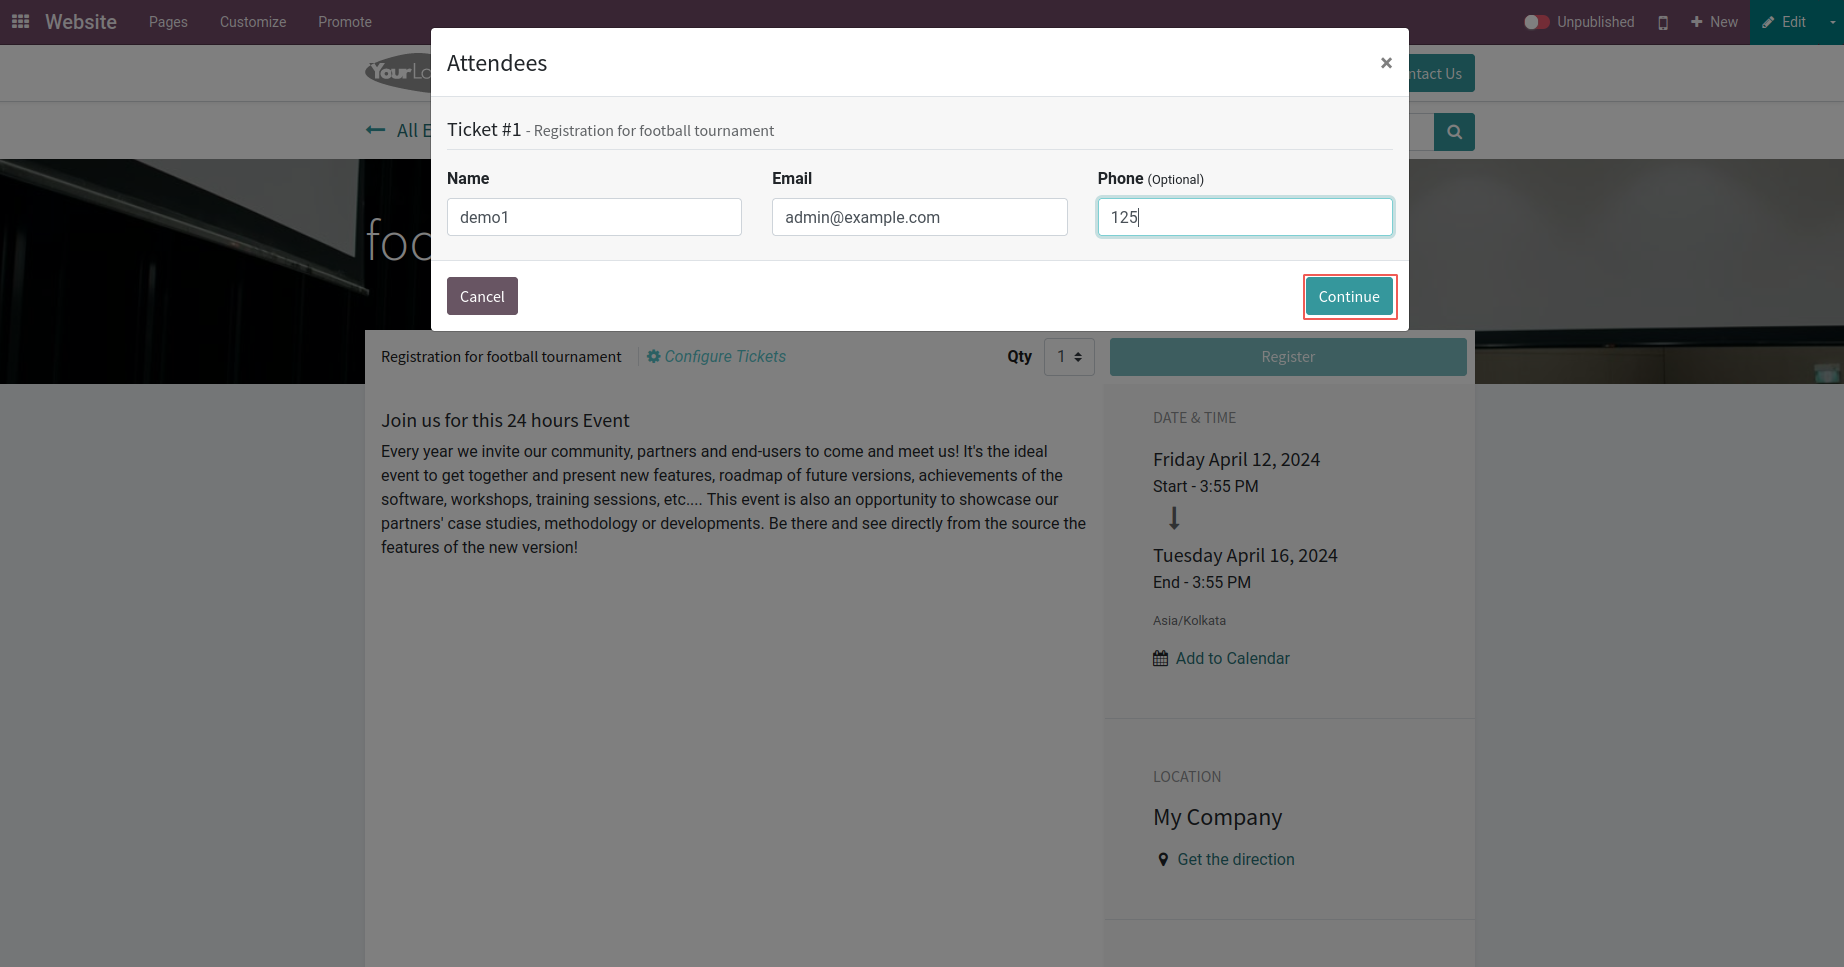 Website Pages Customize Promote Unpublished New Edit
Attendees ×
YourLo
ntact Us
All E
Ticket #1 - Registration for football tournament
Name Email Phone (Optional)
demo1 admin@example.com 125
foo
Cancel Continue
Registration for football tournament Configure Tickets Qty 1 Register
Join us for this 24 hours Event
Every year we invite our community, partners and end-users to come and meet us! It's the ideal
event to get together and present new features, roadmap of future versions, achievements of the
software, workshops, training sessions, etc.... This event is also an opportunity to showcase our
partners' case studies, methodology or developments. Be there and see directly from the source the
features of the new version!
DATE & TIME
Friday April 12, 2024
Start - 3:55 PM
Tuesday April 16, 2024
End - 3:55 PM
Asia/Kolkata
Add to Calendar
LOCATION
My Company
Get the direction